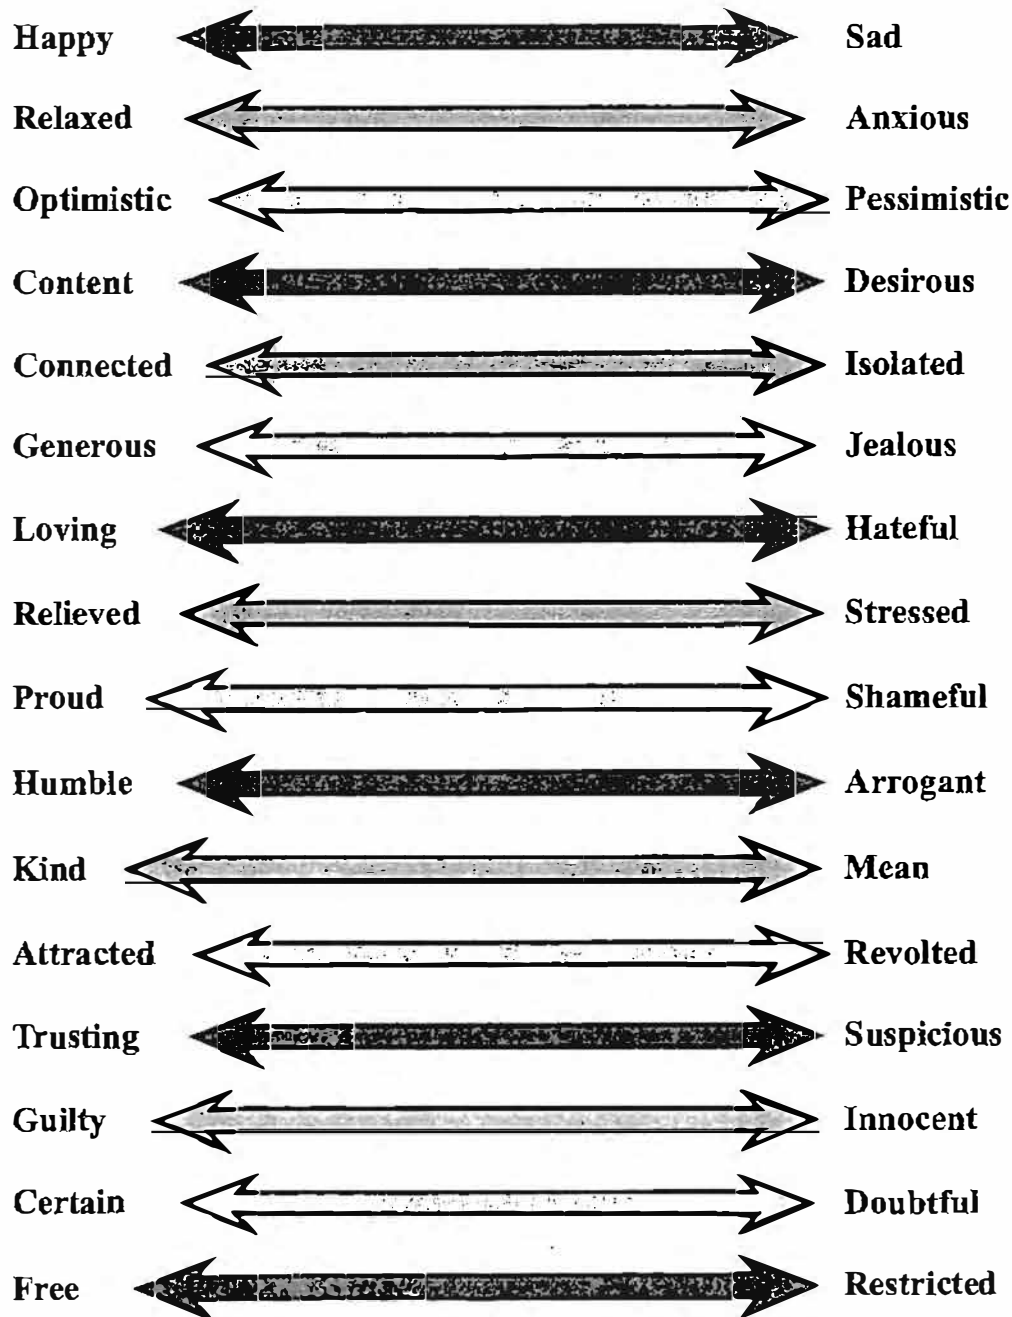 Happy Sad
Relaxed Anxious
Optimistic Pessimistic
Content Desirous
Connected Isolated
Generous Jealous
Loving Hateful
Relieved Stressed
Proud Shameful
Humble Arrogant
Kind Mean
Attracted Revolted
Trusting Suspicious
Guilty Innocent
Certain Doubtful
Free Restricted